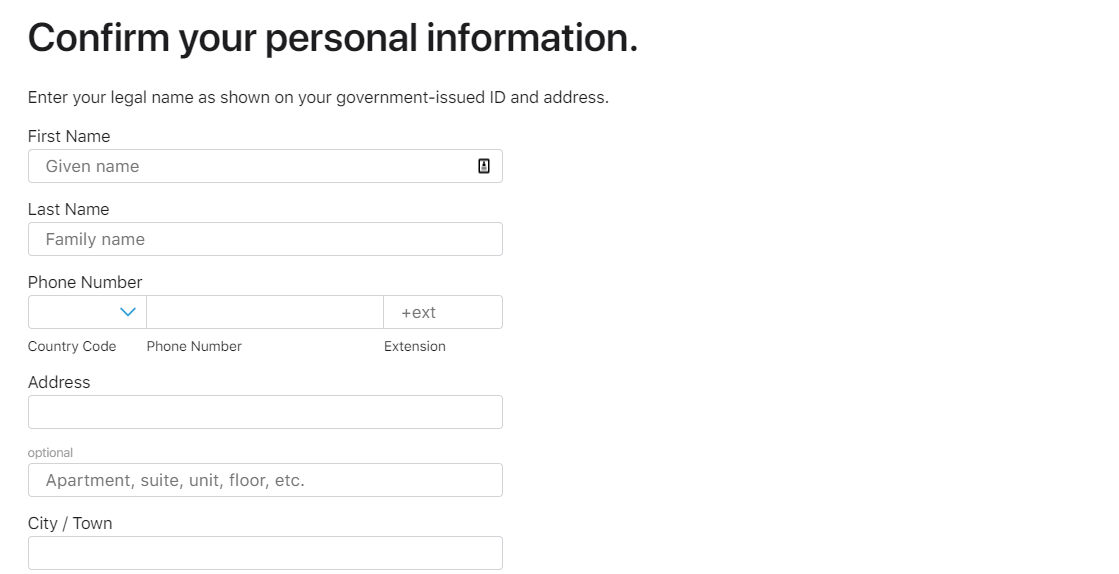 Confirm your personal information.
Enter your legal name as shown on your government-issued ID and address.
First Name
Given name
Last Name
Family name
Phone Number
+ext
Country Code Phone Number Extension
Address
optional
Apartment, suite, unit, floor, etc.
City / Town